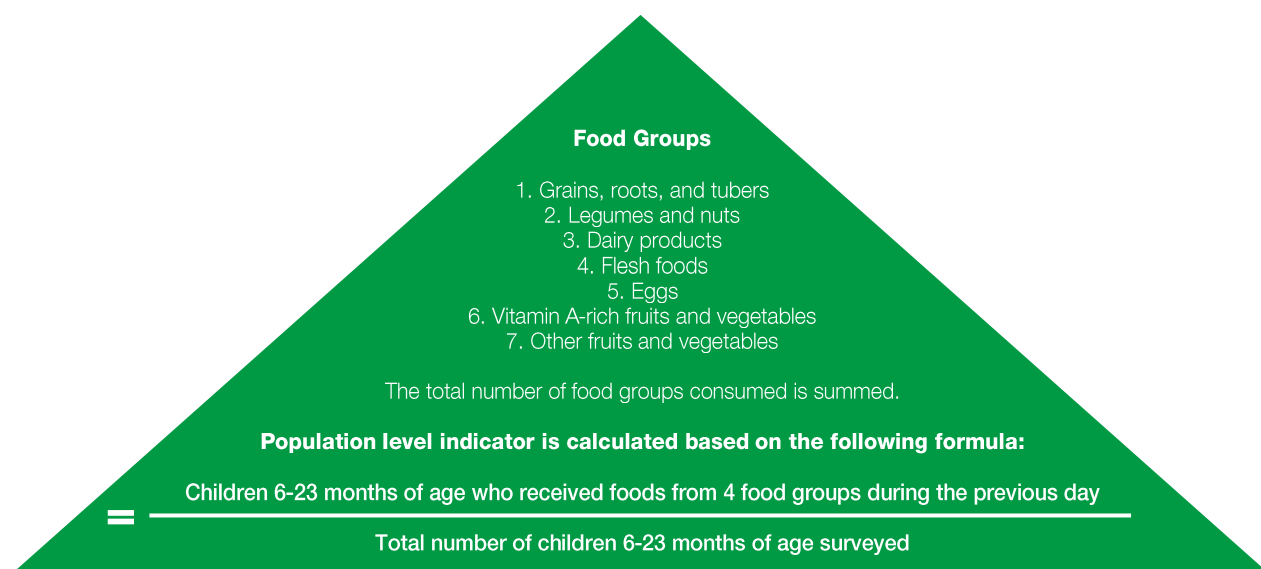 Food Groups
1. Grains, roots, and tubers
2. Legumes and nuts
3. Dairy products
4. Flesh foods
5. Eggs
6. Vitamin A-rich fruits and vegetables
7. Other fruits and vegetables
The total number of food groups consumed is summed.
Population level indicator is calculated based on the following formula:
Children 6-23 months of age who received foods from 4 food groups during the previous day
=
Total number of children 6-23 months of age surveyed